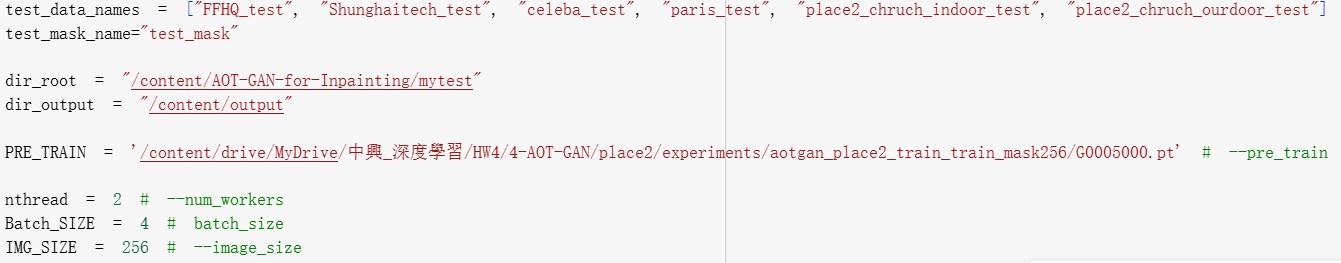 test_data_names = ["FFHQ_test", "Shunghaitech_test", "celeba_test", "paris_test", "place2_chruch_indoor_test", "place2_chruch_ourdoor_test"]
test_mask_name="test_mask"
dir_root = "/content/AOT-GAN-for-Inpainting/mytest"
dir_output = "/content/output"
PRE_TRAIN = '/content/drive/MyDrive/中興_深度學習/HW4/4-AOT-GAN/place2/experiments/aotgan_place2_train_train_mask256/G0005000.pt' # --pre_train
nthread = 2 # --num_workers
Batch_SIZE = 4 # batch_size
IMG_SIZE = 256 # --image_size